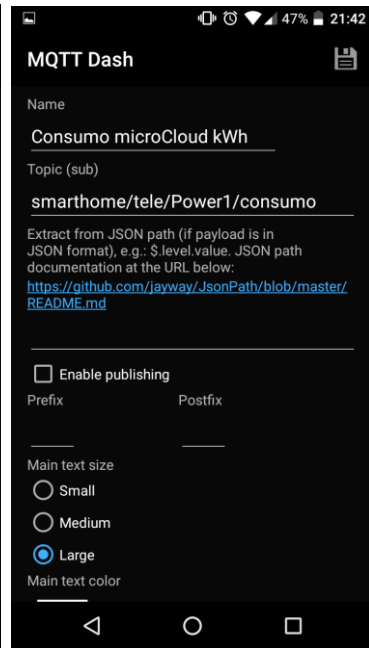 47% 21:42
MQTT Dash
Name
Consumo microCloud kWh
Topic (sub)
smarthome/tele/Power1/consumo
Extract from JSON path (if payload is in
JSON format), e.g.: $.level.value. JSON path
documentation at the URL below:
https://github.com/jayway/JsonPath/blob/master/
README.md
Enable publishing
Prefix Postfix
Main text size
Small
Medium
Large
Main text color